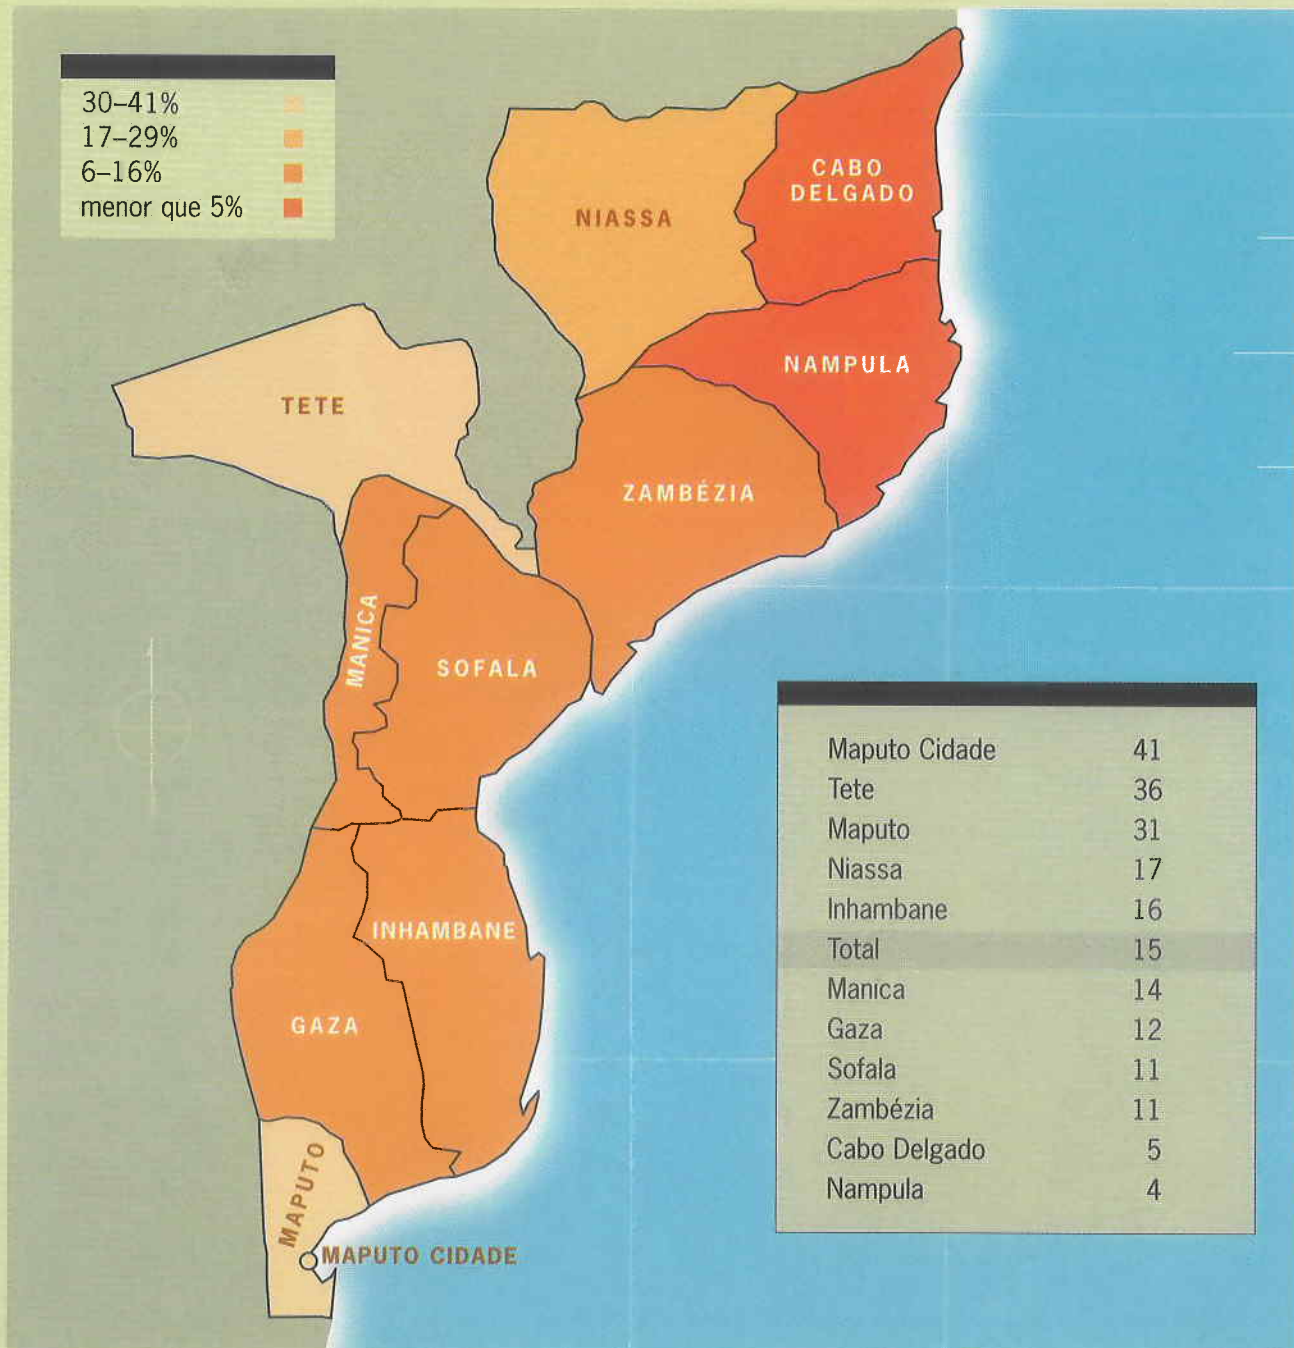 30–41%
17–29%
6–16%
menor que 5%
CABO
DELGADO
NIASSA
NAMPULA
TETE
ZAMBÉZIA
MANICA
SOFALA
INHAMBANE
GAZA
MAPUTO
MAPUTO CIDADE
Maputo Cidade 41
Tete 36
Maputo 31
Niassa 17
Inhambane 16
Total 15
Manica 14
Gaza 12
Sofala 11
Zambézia 11
Cabo Delgado 5
Nampula 4